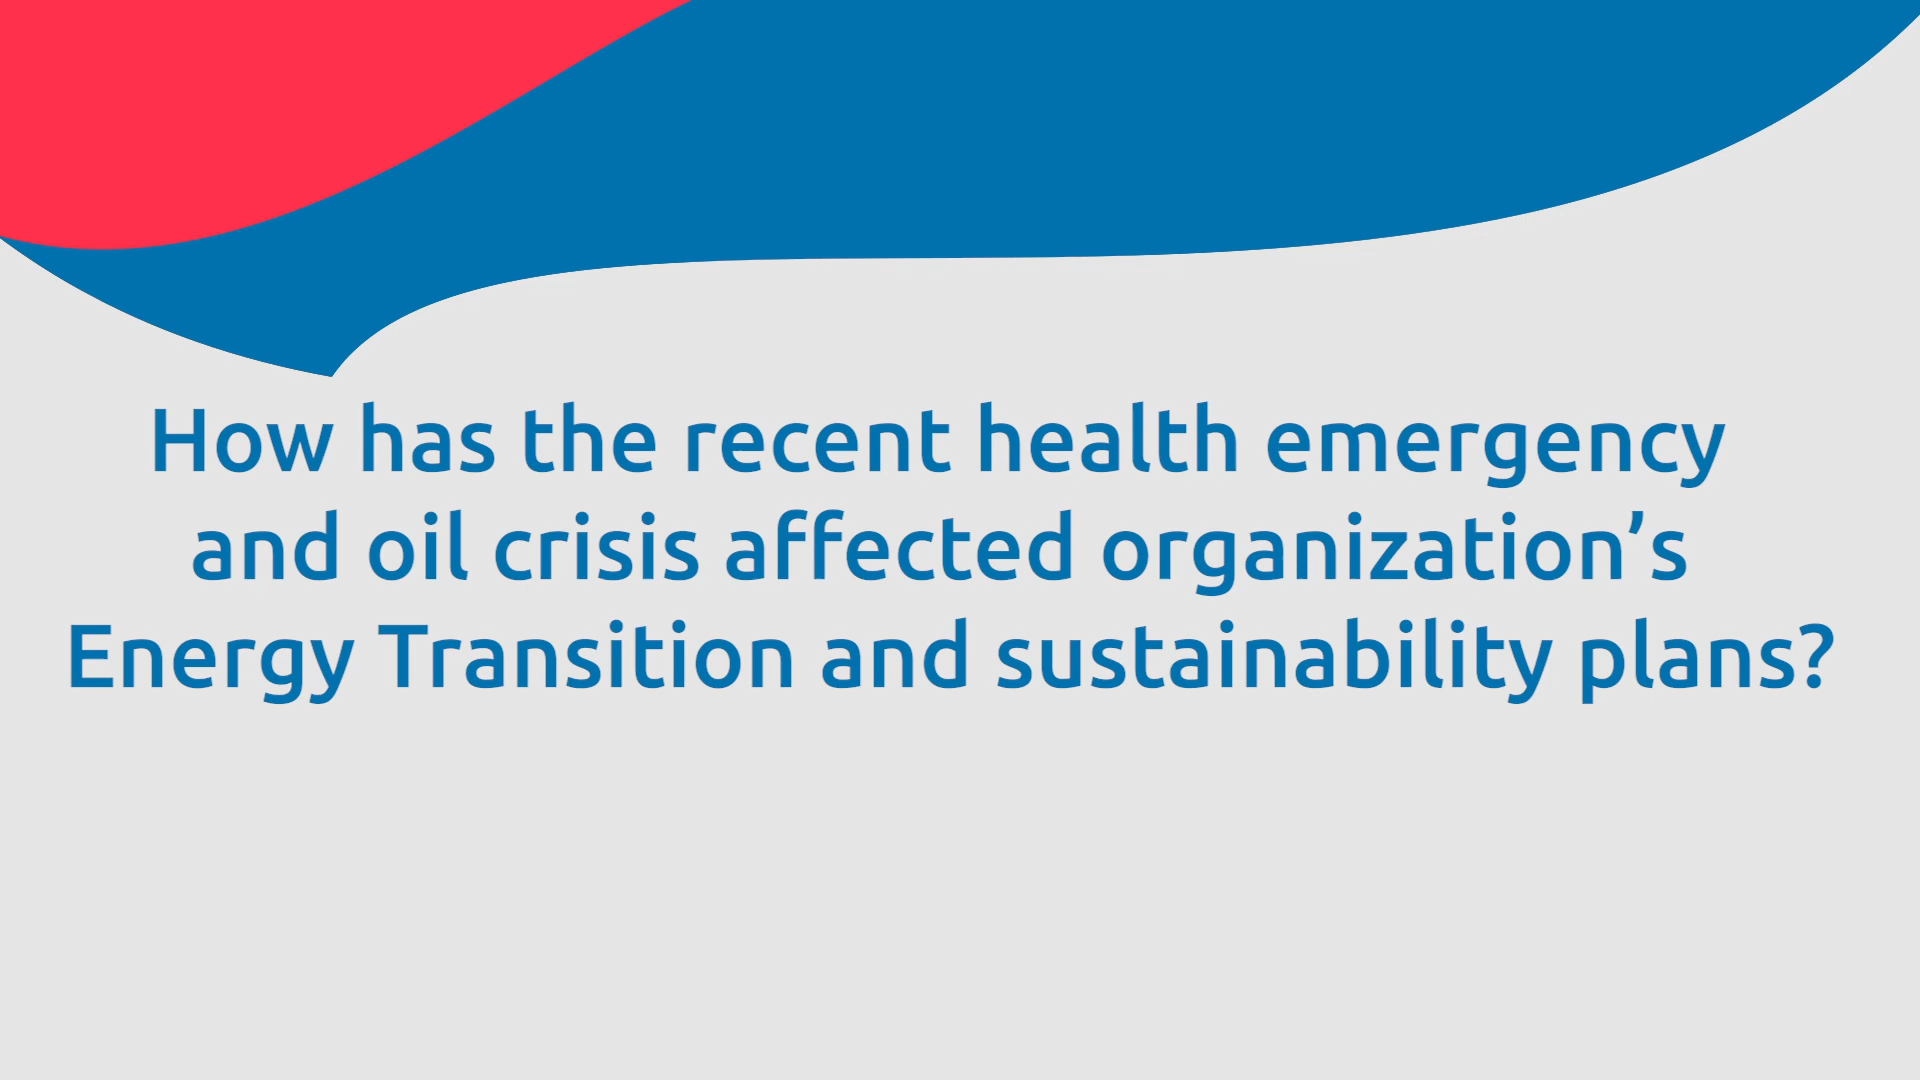 How has the recent health emergency
and oil crisis affected organization’s
Energy Transition and sustainability plans?